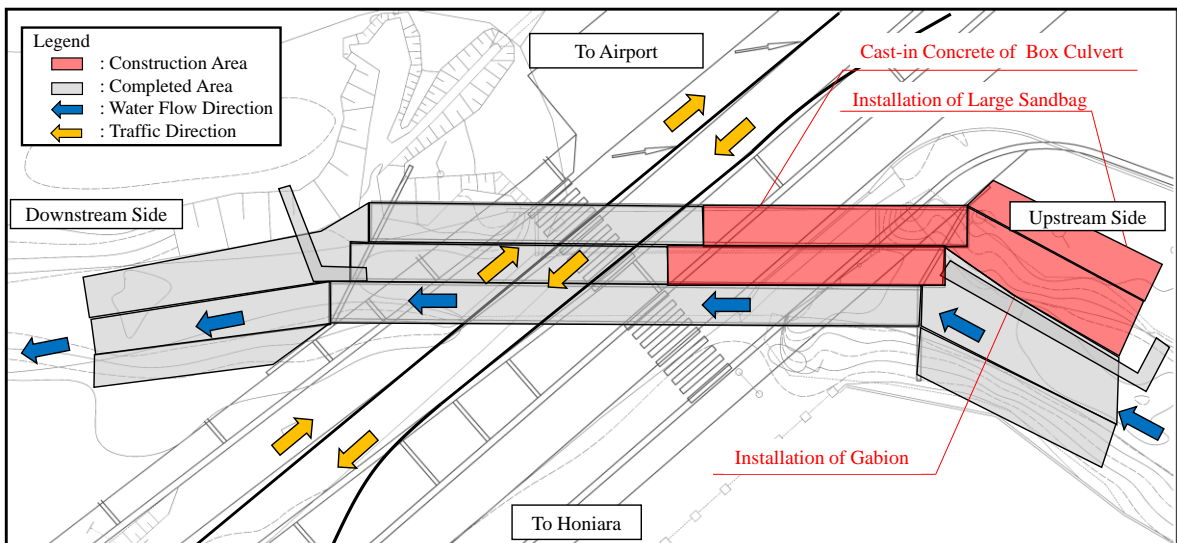 Legend
: Construction Area
: Completed Area
: Water Flow Direction
: Traffic Direction
To Airport
Cast-in Concrete of Box Culvert
Installation of Large Sandbag
Downstream Side
Upstream Side
Installation of Gabion
To Honiara